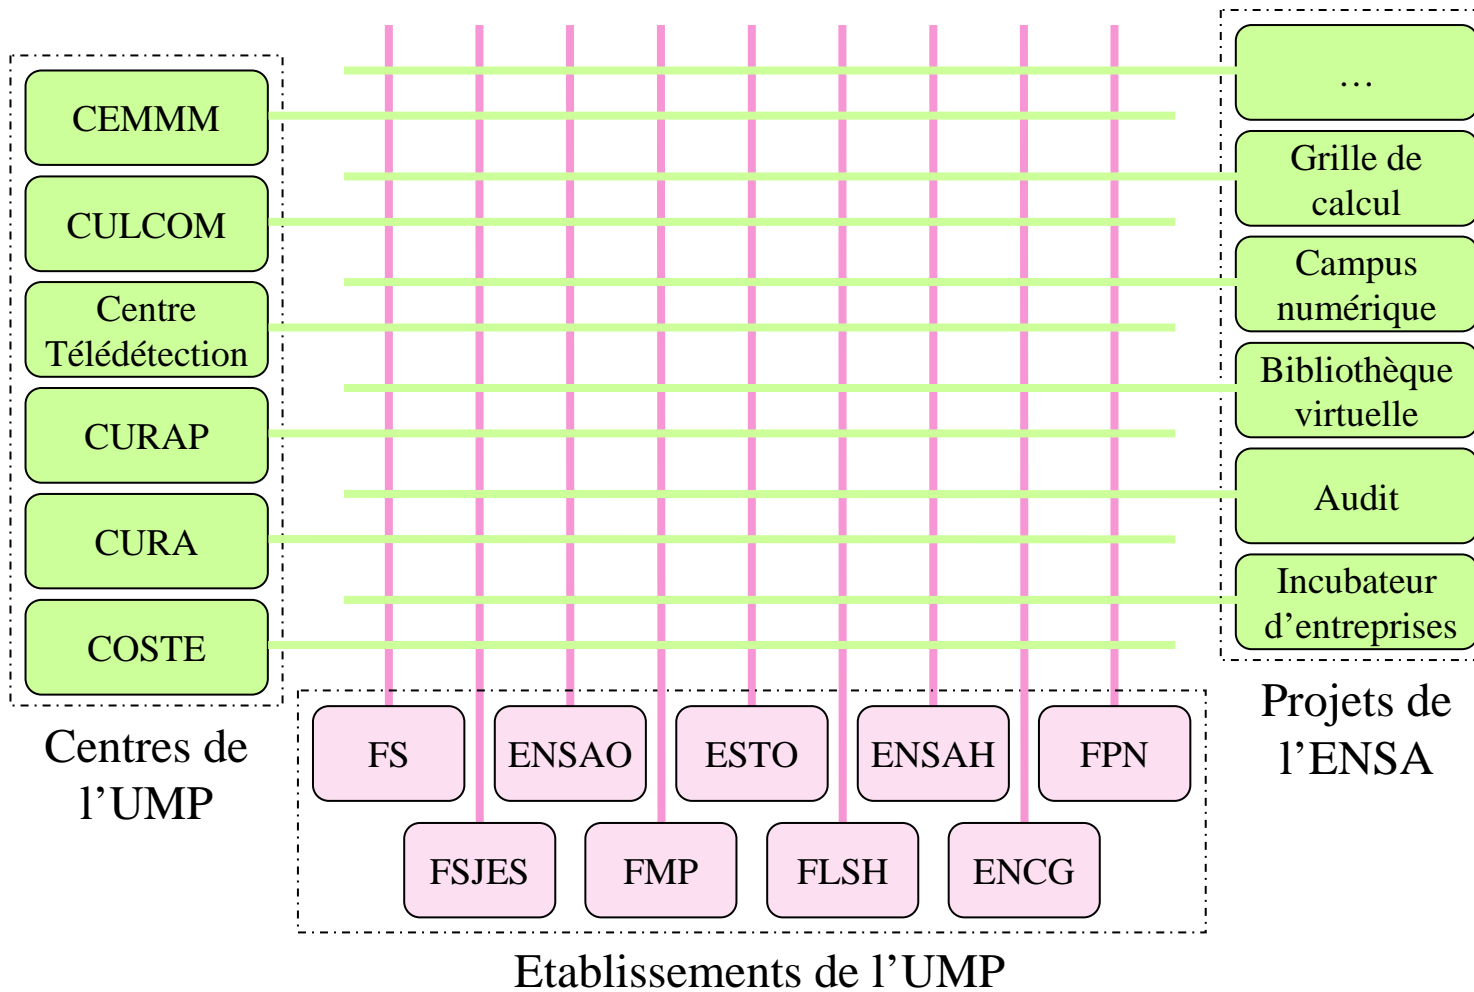 CEMMM
CULCOM
Centre
Télédétection
CURAP
CURA
COSTE
Centres de
l’UMP
…
Grille de
calcul
Campus
numérique
Bibliothèque
virtuelle
Audit
Incubateur
d’entreprises
Projets de
l’ENSA
FS
ENSAO
ESTO
ENSAH
FPN
FSJES
FMP
FLSH
ENCG
Etablissements de l’UMP